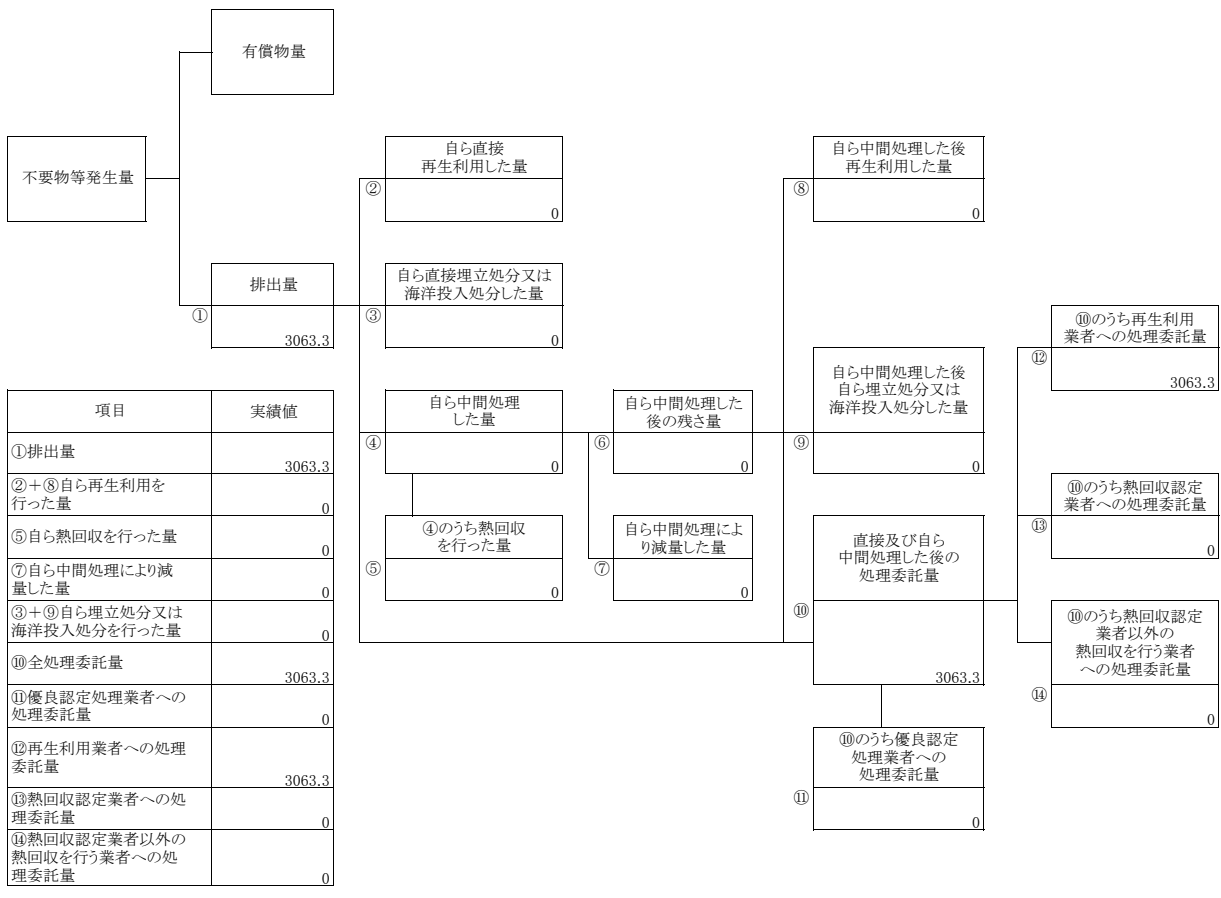 有償物量
不要物等発生量
排出量
①
3063.3
自ら直接
再生利用した量
②
0
自ら直接埋立処分又は
海洋投入処分した量
③
0
自ら中間処理
した量
④
0
④のうち熱回収
を行った量
⑤
0
自ら中間処理した
後の残さ量
⑥
0
自ら中間処理によ
り減量した量
⑦
0
自ら中間処理した後
再生利用した量
⑧
0
自ら中間処理した後
自ら埋立処分又は
海洋投入処分した量
⑨
0
直接及び自ら
中間処理した後の
処理委託量
⑩
3063.3
⑩のうち優良認定
処理業者への
処理委託量
⑪
0
⑩のうち再生利用
業者への処理委託量
⑫
3063.3
⑩のうち熱回収認定
業者への処理委託量
⑬
0
⑩のうち熱回収認定
業者以外の
熱回収を行う業者
への処理委託量
⑭
0
項目 実績値
①排出量
3063.3
②+⑧自ら再生利用を
行った量
0
⑤自ら熱回収を行った量
0
⑦自ら中間処理により減
量した量
0
③+⑨自ら埋立処分又は
海洋投入処分を行った量
0
⑩全処理委託量
3063.3
⑪優良認定処理業者への
処理委託量
0
⑫再生利用業者への処理
委託量
3063.3
⑬熱回収認定業者への処
理委託量
0
⑭熱回収認定業者以外の
熱回収を行う業者への処
理委託量
0